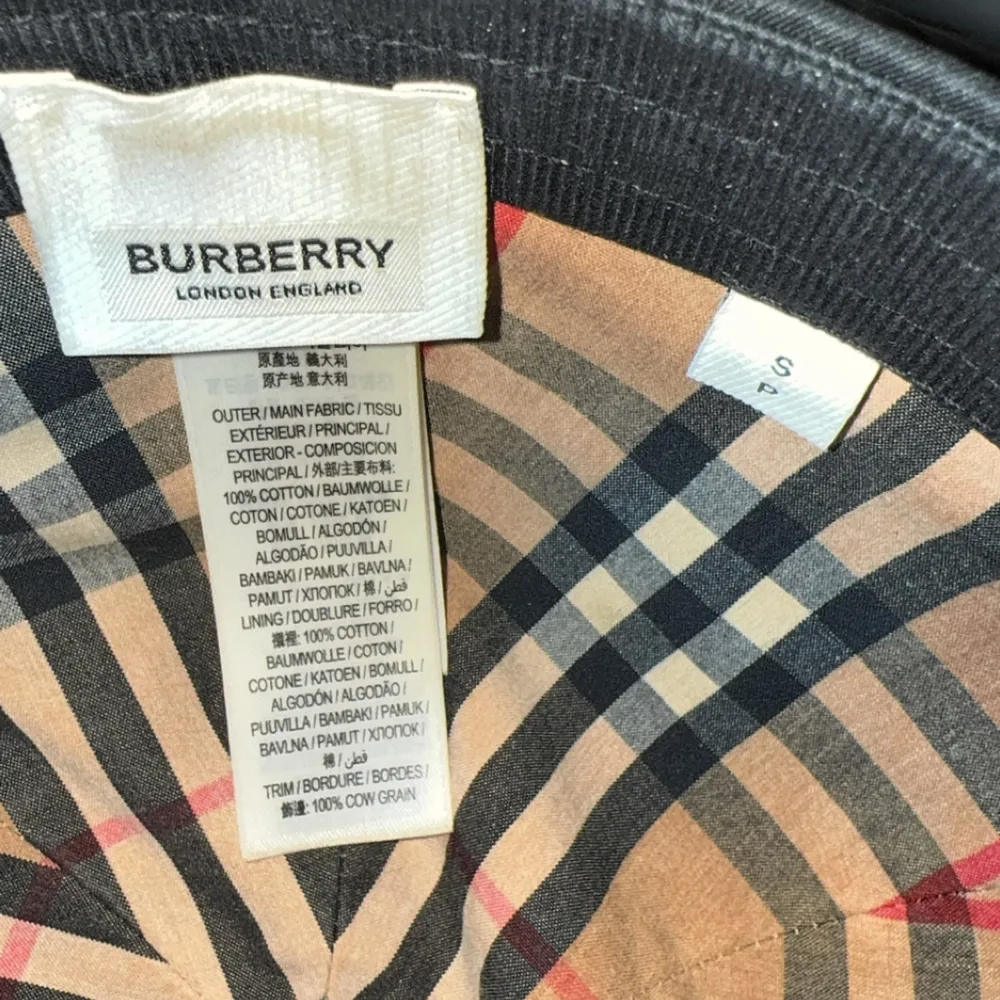 BURBERRY
LONDON ENGLAND
S
P
原產地 義大利
原产地 意大利
OUTER / MAIN FABRIC / TISSU
EXTÉRIEUR / PRINCIPAL /
EXTERIOR - COMPOSICION
PRINCIPAL / 外部/主要布料:
100% COTTON / BAUMWOLLE /
COTON / COTONE / KATOEN /
BOMULL / ALGODÓN /
ALGODÃO / PUUVILLA /
BAMBAKI / PAMUK / BAVLNA /
PAMUT / ХЛОПОК / 棉 / قطن /
LINING / DOUBLURE / FORRO /
襯裡: 100% COTTON /
BAUMWOLLE / COTON /
COTONE / KATOEN / BOMULL /
ALGODÓN / ALGODÃO /
PUUVILLA / BAMBAKI / PAMUK /
BAVLNA / PAMUT / ХЛОПОК /
棉 / قطن /
TRIM / BORDURE / BORDES /
飾邊: 100% COW GRAIN